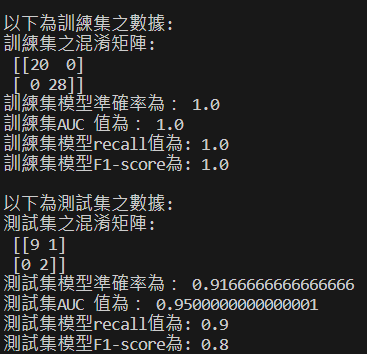 以下為訓練集之數據:
訓練集之混淆矩陣:
[[20  0]
[ 0 28]]
訓練集模型準確率為: 1.0
訓練集AUC 值為: 1.0
訓練集模型recall值為: 1.0
訓練集模型F1-score為: 1.0
以下為測試集之數據:
測試集之混淆矩陣:
[[9 1]
[0 2]]
測試集模型準確率為: 0.9166666666666666
測試集AUC 值為: 0.9500000000000001
測試集模型recall值為: 0.9
測試集模型F1-score為: 0.8